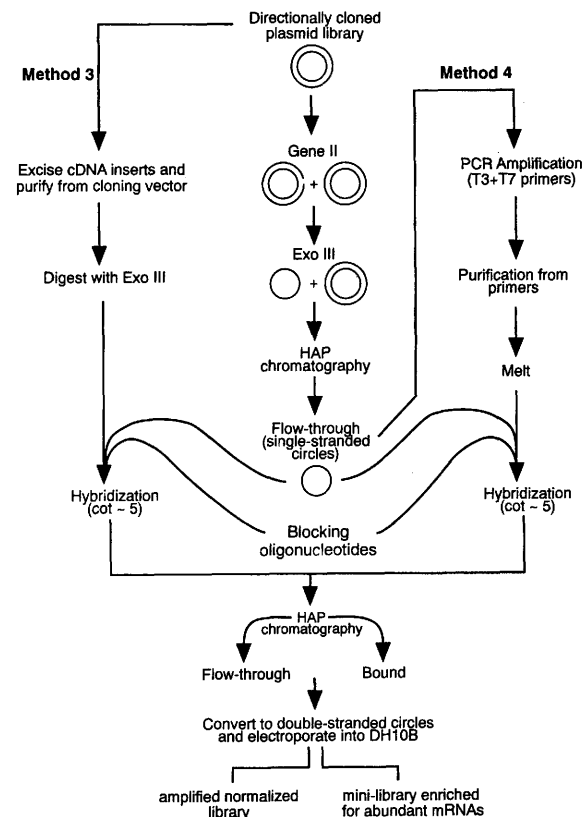 Directionally cloned
plasmid library
Method 3
Method 4
Gene II
+
Excise cDNA inserts and
purify from cloning vector
PCR Amplification
(T3+T7 primers)
Exo III
+
Digest with Exo III
Purification from
primers
HAP
chromatography
Melt
Flow-through
(single-stranded
circles)
Hybridization
(cot ~ 5)
Hybridization
(cot ~ 5)
Blocking
oligonucleotides
HAP
chromatography
Flow-through
Bound
Convert to double-stranded circles
and electroporate into DH10B
amplified normalized
library
mini-library enriched
for abundant mRNAs